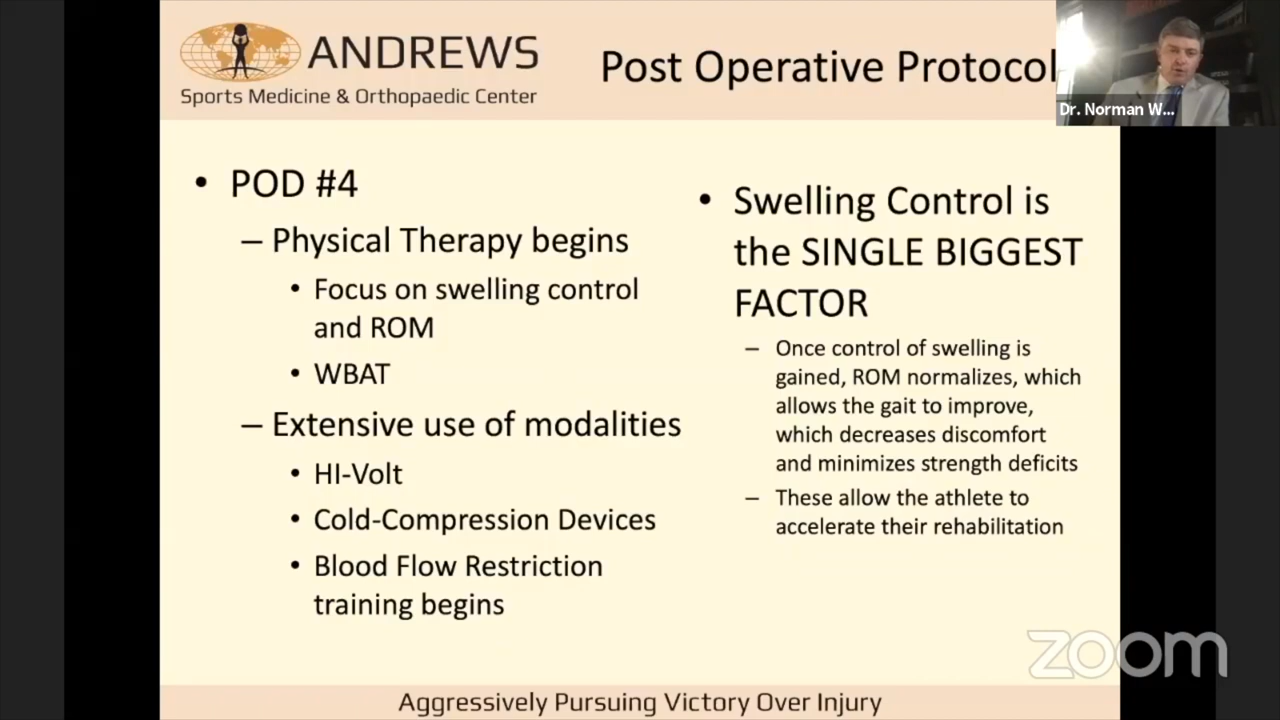 ANDREWS
Sports Medicine & Orthopaedic Center
Post Operative Protocol
Dr. Norman W...
• POD #4
– Physical Therapy begins
• Focus on swelling control
and ROM
• WBAT
– Extensive use of modalities
• HI-Volt
• Cold-Compression Devices
• Blood Flow Restriction
training begins
• Swelling Control is
the SINGLE BIGGEST
FACTOR
– Once control of swelling is
gained, ROM normalizes, which
allows the gait to improve,
which decreases discomfort
and minimizes strength deficits
– These allow the athlete to
accelerate their rehabilitation
zoom
Aggressively Pursuing Victory Over Injury